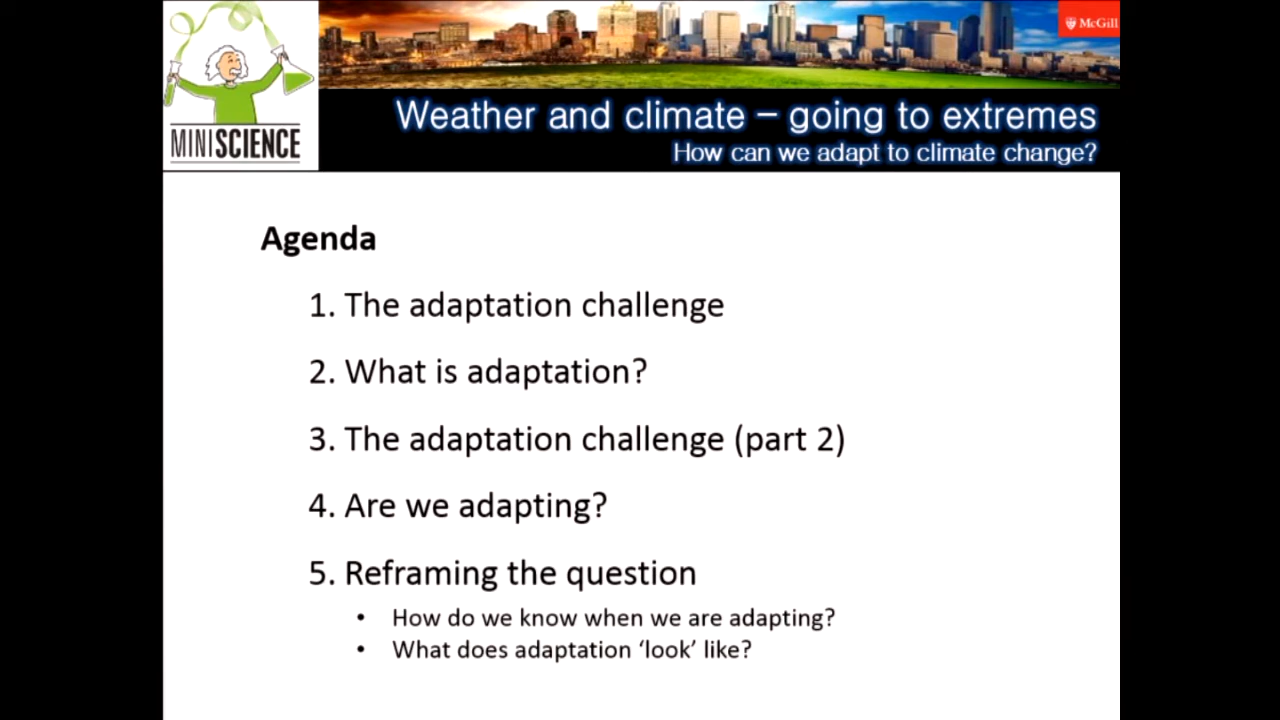 McGill
MINISCIENCE
Weather and climate – going to extremes
How can we adapt to climate change?
Agenda
1. The adaptation challenge
2. What is adaptation?
3. The adaptation challenge (part 2)
4. Are we adapting?
5. Reframing the question
• How do we know when we are adapting?
• What does adaptation ‘look’ like?